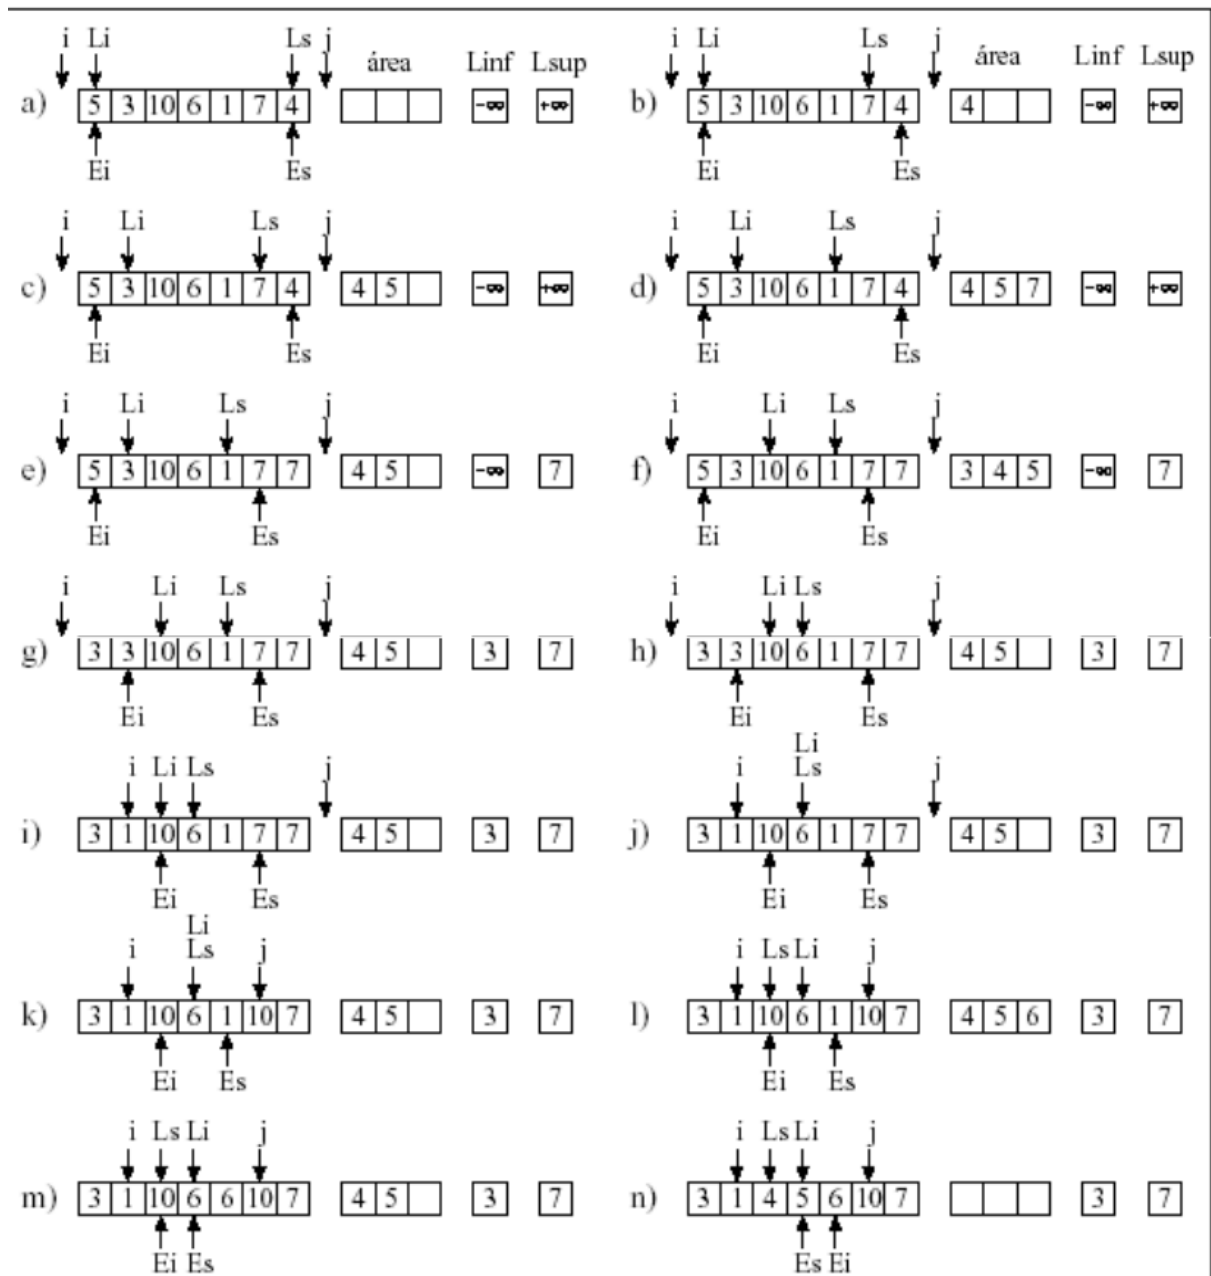 i Li Ls j área Linf Lsup
a) 5 3 10 6 1 7 4 -∞ +∞
Ei Es
i Li Ls j área Linf Lsup
b) 5 3 10 6 1 7 4 4 -∞ +∞
Ei Es
i Li Ls j
c) 5 3 10 6 1 7 4 4 5 -∞ +∞
Ei Es
i Li Ls j
d) 5 3 10 6 1 7 4 4 5 7 -∞ +∞
Ei Es
i Li Ls j
e) 5 3 10 6 1 7 7 4 5 -∞ 7
Ei Es
i Li Ls j
f) 5 3 10 6 1 7 7 3 4 5 -∞ 7
Ei Es
i Li Ls j
g) 3 3 10 6 1 7 7 4 5 3 7
Ei Es
i Li Ls j
h) 3 3 10 6 1 7 7 4 5 3 7
Ei Es
i Li Ls j
i) 3 1 10 6 1 7 7 4 5 3 7
Ei Es
Li
i Ls j
j) 3 1 10 6 1 7 7 4 5 3 7
Ei Es
Li
i Ls j
k) 3 1 10 6 1 10 7 4 5 3 7
Ei Es
i Ls Li j
l) 3 1 10 6 1 10 7 4 5 6 3 7
Ei Es
i Ls Li j
m) 3 1 10 6 6 10 7 4 5 3 7
Ei Es
i Ls Li j
n) 3 1 4 5 6 10 7 3 7
Es Ei